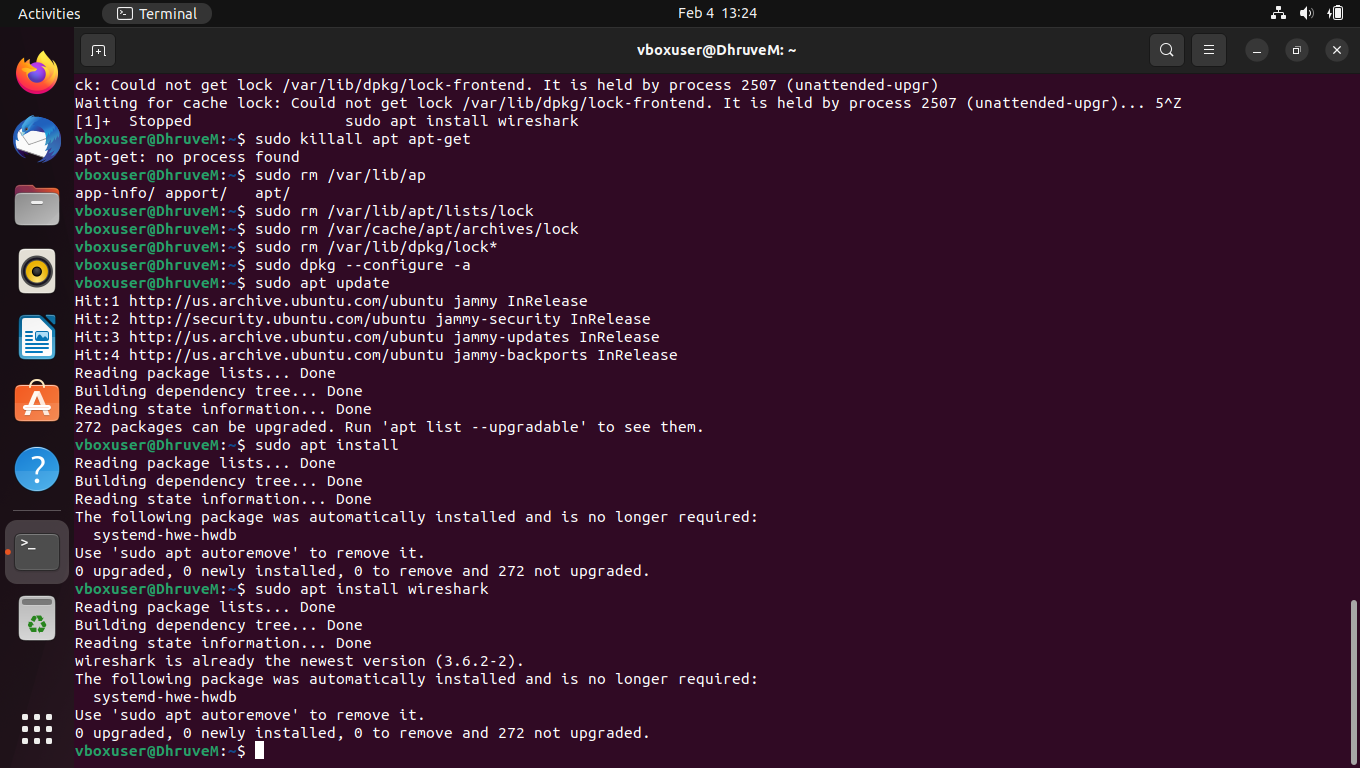 Activities
Terminal
Feb 4 13:24
vboxuser@DhruveM: ~
ck: Could not get lock /var/lib/dpkg/lock-frontend. It is held by process 2507 (unattended-upgr)
Waiting for cache lock: Could not get lock /var/lib/dpkg/lock-frontend. It is held by process 2507 (unattended-upgr)... 5^Z
[1]+  Stopped                 sudo apt install wireshark
vboxuser@DhruveM:~$ sudo killall apt apt-get
apt-get: no process found
vboxuser@DhruveM:~$ sudo rm /var/lib/ap
app-info/ apport/   apt/
vboxuser@DhruveM:~$ sudo rm /var/lib/apt/lists/lock
vboxuser@DhruveM:~$ sudo rm /var/cache/apt/archives/lock
vboxuser@DhruveM:~$ sudo rm /var/lib/dpkg/lock*
vboxuser@DhruveM:~$ sudo dpkg --configure -a
vboxuser@DhruveM:~$ sudo apt update
Hit:1 http://us.archive.ubuntu.com/ubuntu jammy InRelease
Hit:2 http://security.ubuntu.com/ubuntu jammy-security InRelease
Hit:3 http://us.archive.ubuntu.com/ubuntu jammy-updates InRelease
Hit:4 http://us.archive.ubuntu.com/ubuntu jammy-backports InRelease
Reading package lists... Done
Building dependency tree... Done
Reading state information... Done
272 packages can be upgraded. Run 'apt list --upgradable' to see them.
vboxuser@DhruveM:~$ sudo apt install
Reading package lists... Done
Building dependency tree... Done
Reading state information... Done
The following package was automatically installed and is no longer required:
  systemd-hwe-hwdb
Use 'sudo apt autoremove' to remove it.
0 upgraded, 0 newly installed, 0 to remove and 272 not upgraded.
vboxuser@DhruveM:~$ sudo apt install wireshark
Reading package lists... Done
Building dependency tree... Done
Reading state information... Done
wireshark is already the newest version (3.6.2-2).
The following package was automatically installed and is no longer required:
  systemd-hwe-hwdb
Use 'sudo apt autoremove' to remove it.
0 upgraded, 0 newly installed, 0 to remove and 272 not upgraded.
vboxuser@DhruveM:~$